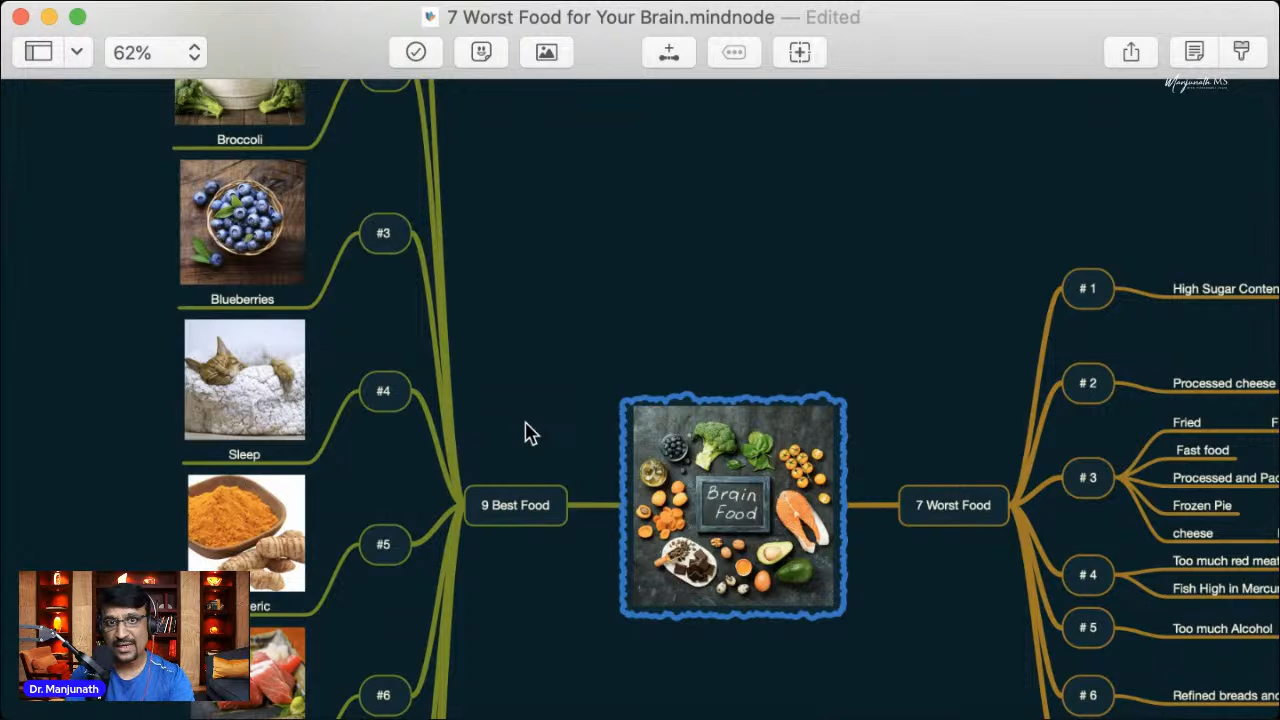 7 Worst Food for Your Brain.mindnode — Edited
62%
Manjunath MS
Broccoli
#3
Blueberries
#4
Sleep
#5
eric
#6
9 Best Food
Brain
Food
7 Worst Food
# 1
High Sugar Conten
# 2
Processed cheese
# 3
Fried
F
Fast food
Processed and Pac
Frozen Pie
cheese
# 4
Too much red meat
Fish High in Mercu
# 5
Too much Alcohol
# 6
Refined breads and
Dr. Manjunath